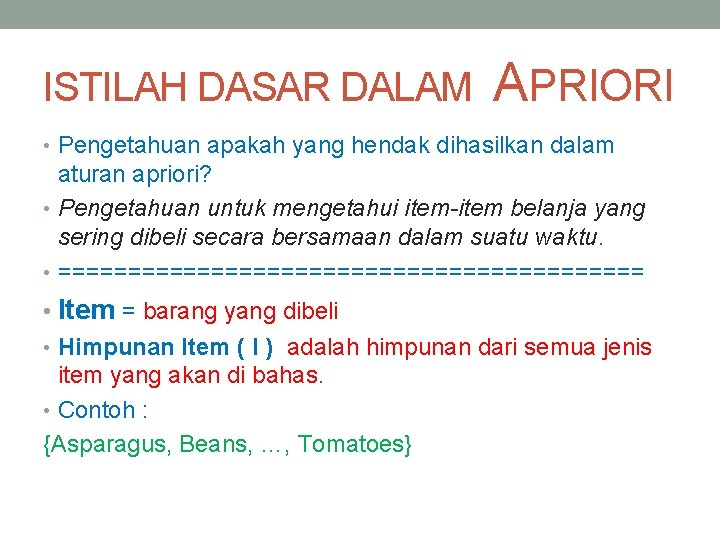 ISTILAH DASAR DALAM APRIORI
• Pengetahuan apakah yang hendak dihasilkan dalam
aturan apriori?
• Pengetahuan untuk mengetahui item-item belanja yang
sering dibeli secara bersamaan dalam suatu waktu.
• ==========================================
• Item = barang yang dibeli
• Himpunan Item ( I ) adalah himpunan dari semua jenis
item yang akan di bahas.
• Contoh :
{Asparagus, Beans, …, Tomatoes}